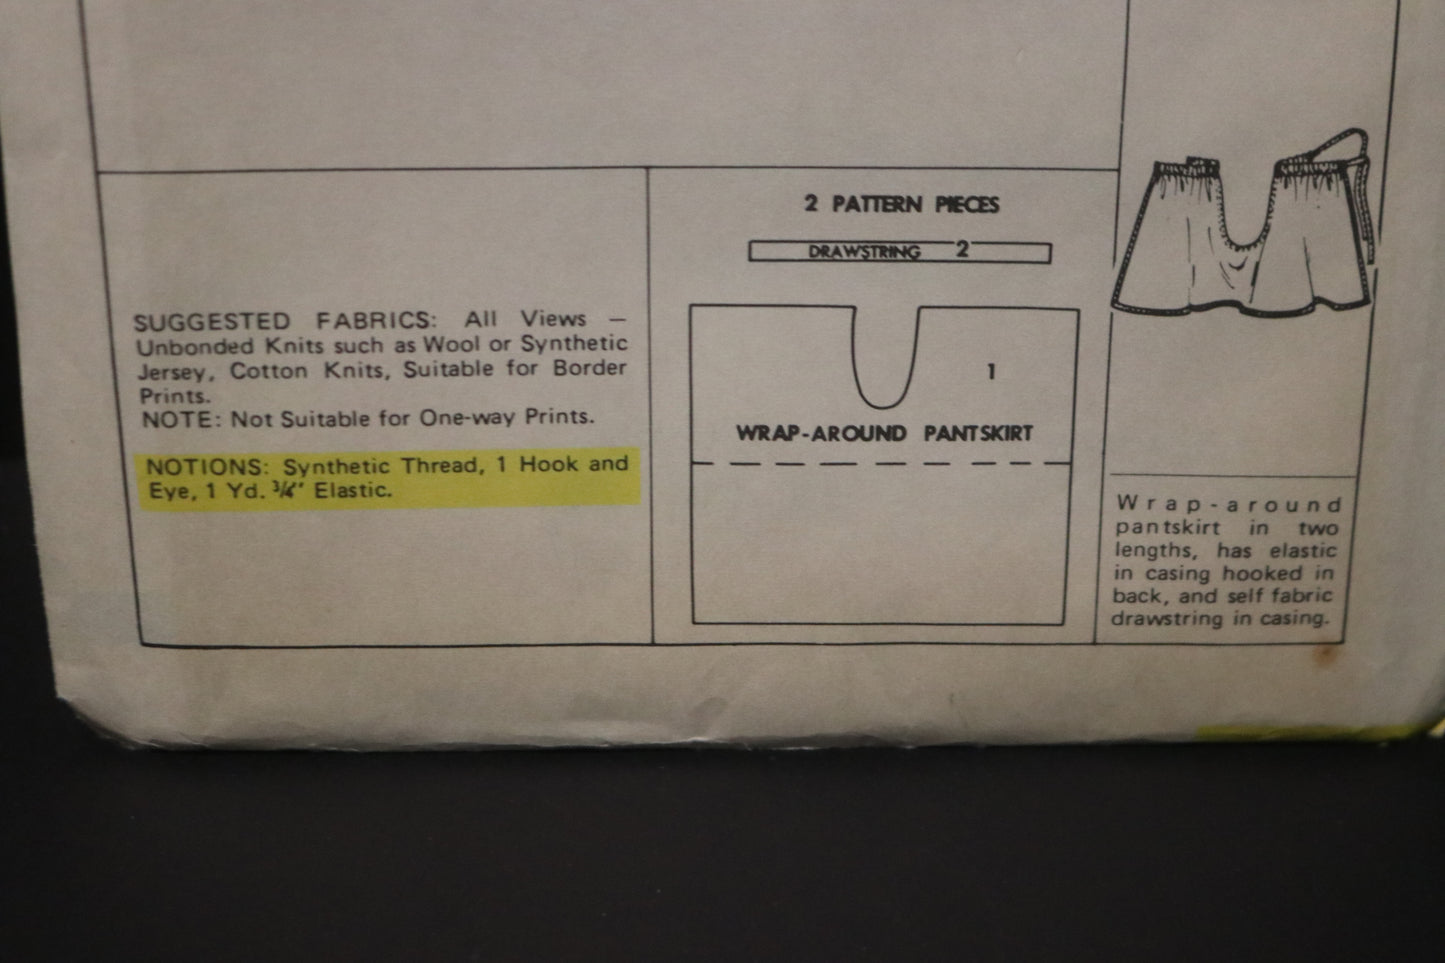 SUGGESTED FABRICS: All Views —
Unbonded Knits such as Wool or Synthetic
Jersey, Cotton Knits, Suitable for Border
Prints.
NOTE: Not Suitable for One-way Prints.
NOTIONS: Synthetic Thread, 1 Hook and
Eye, 1 Yd. ¾" Elastic.
2 PATTERN PIECES
DRAWSTRING 2
1
WRAP-AROUND PANTSKIRT
Wrap-around
pantskirt in two
lengths, has elastic
in casing hooked in
back, and self fabric
drawstring in casing.